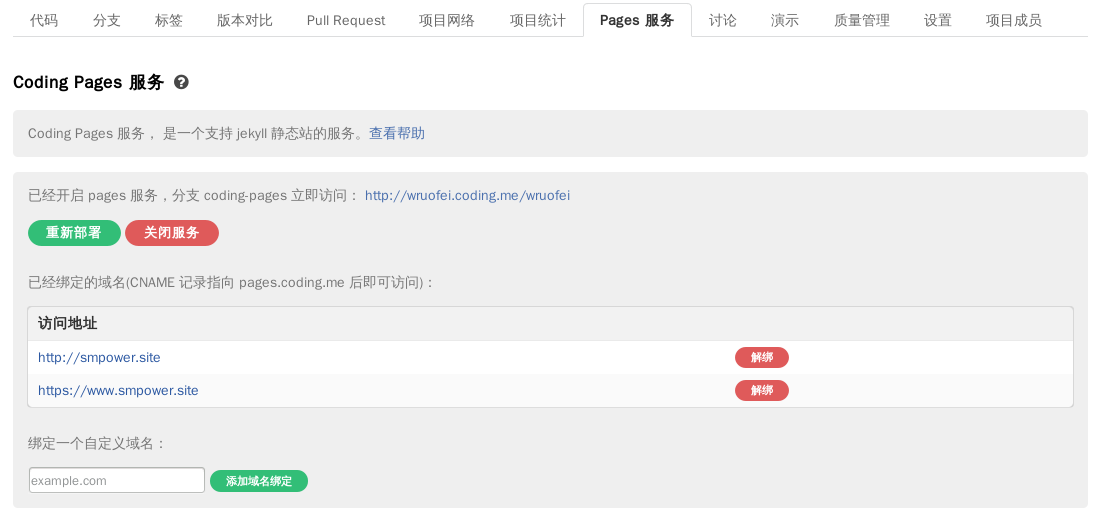 代码 分支 标签 版本对比 Pull Request 项目网络 项目统计 Pages 服务 讨论 演示 质量管理 设置 项目成员
Coding Pages 服务 ?
Coding Pages 服务， 是一个支持 jekyll 静态站的服务。查看帮助
已经开启 pages 服务，分支 coding-pages 立即访问： http://wruofei.coding.me/wruofei
重新部署 关闭服务
已经绑定的域名(CNAME 记录指向 pages.coding.me 后即可访问)：
访问地址
http://smpower.site 解绑
https://www.smpower.site 解绑
绑定一个自定义域名：
example.com 添加域名绑定